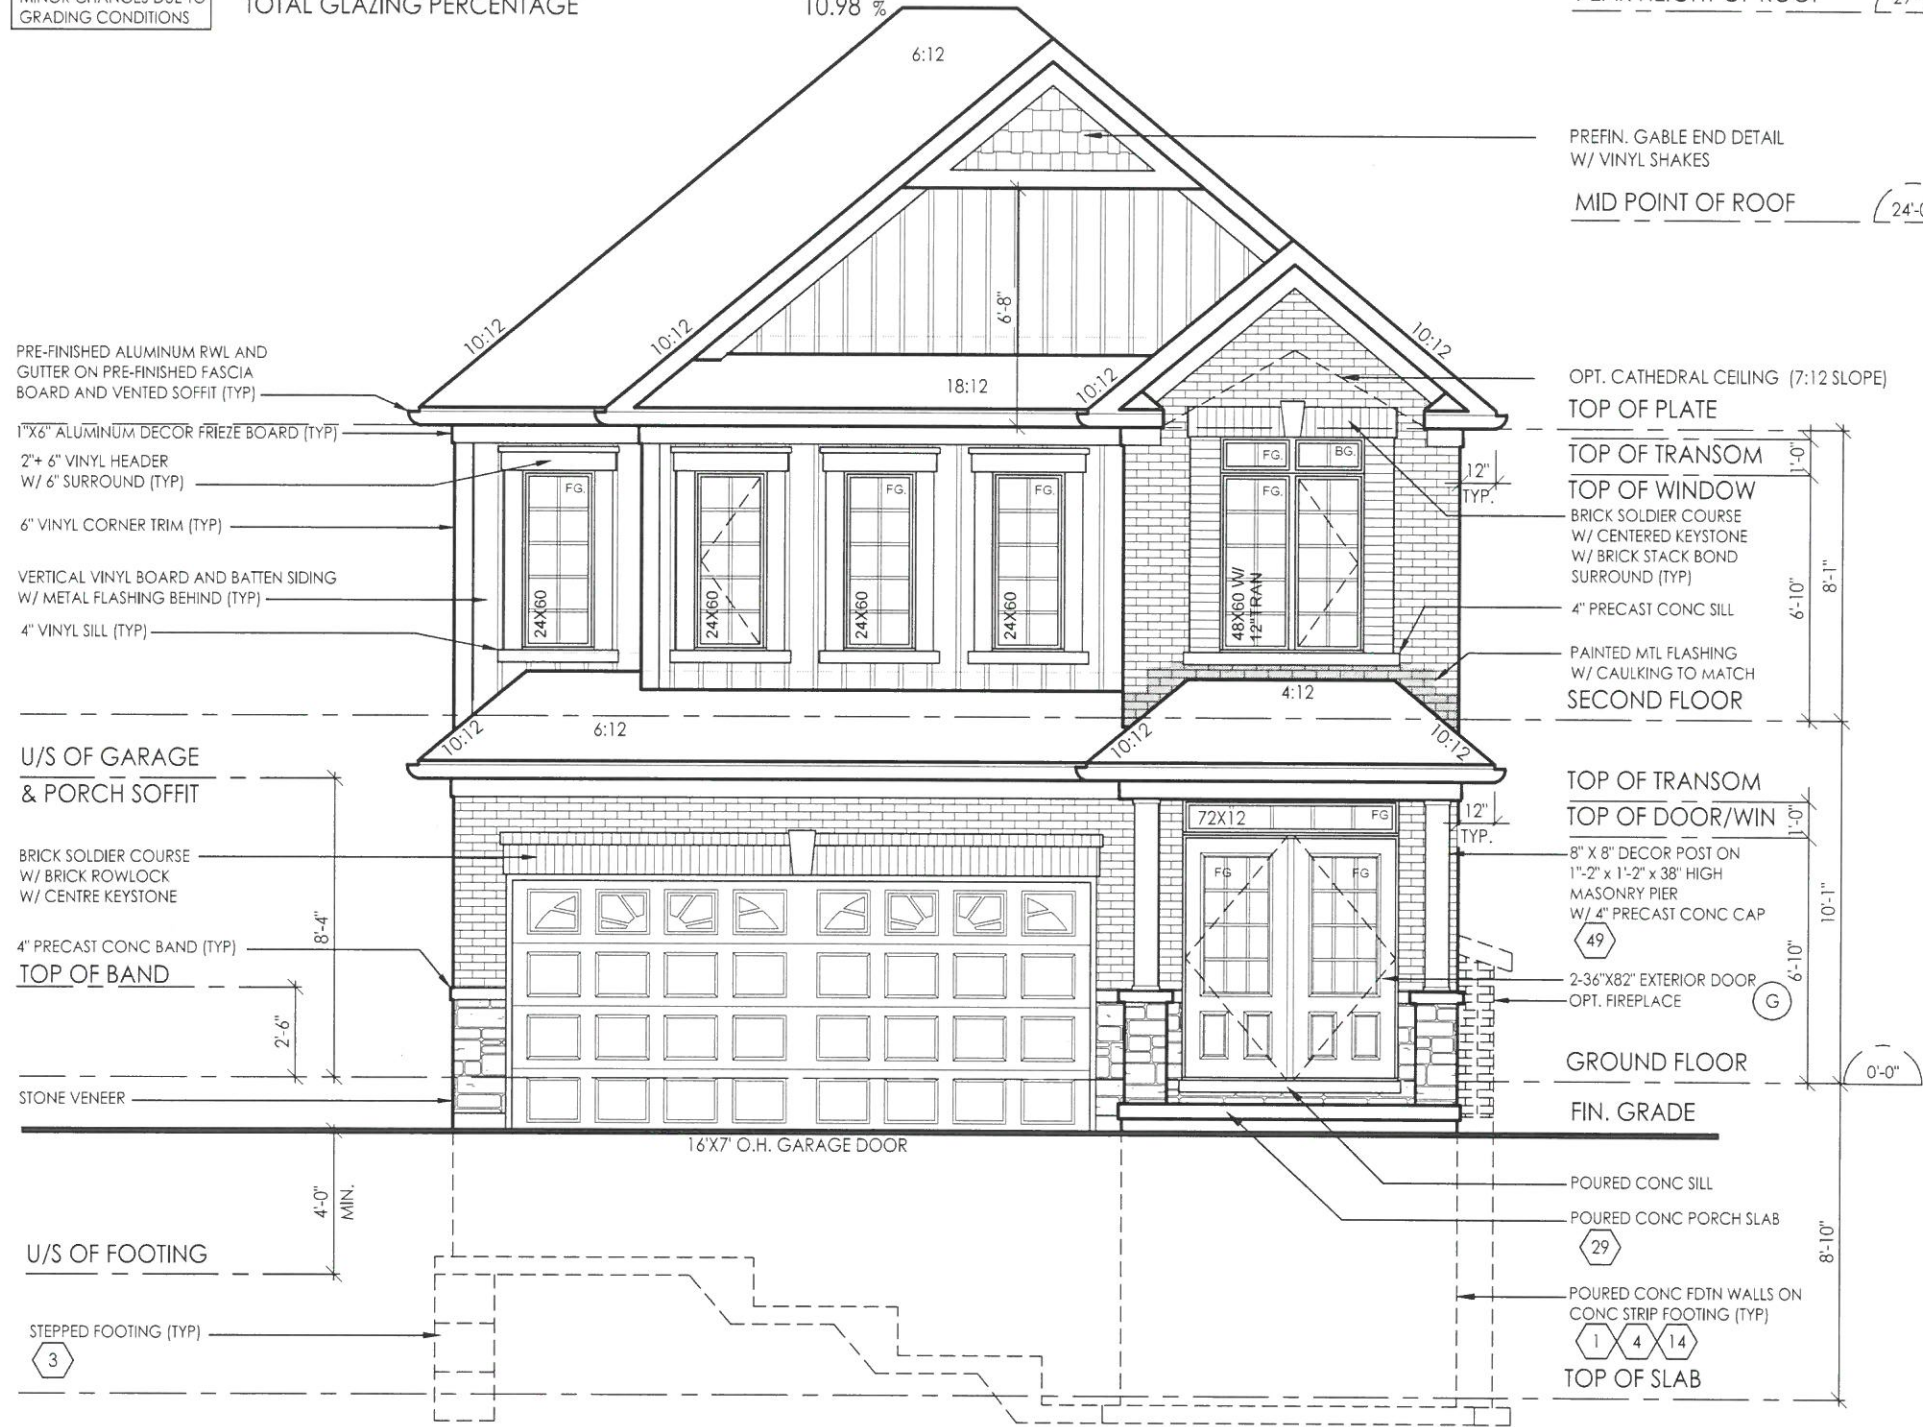 GRADING CONDITIONS
TOTAL GLAZING PERCENTAGE
10.98 %
6:12
PREFIN. GABLE END DETAIL
W/ VINYL SHAKES
MID POINT OF ROOF
6'-8"
10:12
10:12
10:12
10:12
18:12
PRE-FINISHED ALUMINUM RWL AND
GUTTER ON PRE-FINISHED FASCIA
BOARD AND VENTED SOFFIT (TYP)
1"X6" ALUMINUM DECOR FRIEZE BOARD (TYP)
2"+ 6" VINYL HEADER
W/ 6" SURROUND (TYP)
6" VINYL CORNER TRIM (TYP)
VERTICAL VINYL BOARD AND BATTEN SIDING
W/ METAL FLASHING BEHIND (TYP)
4" VINYL SILL (TYP)
FG.
24X60
24X60
FG.
24X60
FG.
24X60
FG.
FG.
BG.
FG.
48X60 W/
12"TRAN
12"
TYP.
OPT. CATHEDRAL CEILING (7:12 SLOPE)
TOP OF PLATE
TOP OF TRANSOM
1'-0"
TOP OF WINDOW
BRICK SOLDIER COURSE
W/ CENTERED KEYSTONE
W/ BRICK STACK BOND
SURROUND (TYP)
4" PRECAST CONC SILL
6'-10"
8'-1"
PAINTED MTL FLASHING
W/ CAULKING TO MATCH
SECOND FLOOR
10:12
6:12
10:12
4:12
10:12
U/S OF GARAGE
& PORCH SOFFIT
BRICK SOLDIER COURSE
W/ BRICK ROWLOCK
W/ CENTRE KEYSTONE
4" PRECAST CONC BAND (TYP)
TOP OF BAND
8'-4"
2'-6"
STONE VENEER
16'X7' O.H. GARAGE DOOR
72X12
FG
FG
FG
12"
TYP.
TOP OF TRANSOM
1'-0"
TOP OF DOOR/WIN
8" X 8" DECOR POST ON
1"-2" x 1'-2" x 38" HIGH
MASONRY PIER
W/ 4" PRECAST CONC CAP
49
10'-1"
6'-10"
2-36"X82" EXTERIOR DOOR
OPT. FIREPLACE
G
GROUND FLOOR
0'-0"
FIN. GRADE
4'-0"
MIN.
U/S OF FOOTING
STEPPED FOOTING (TYP)
3
POURED CONC SILL
POURED CONC PORCH SLAB
29
8'-10"
POURED CONC FDTN WALLS ON
CONC STRIP FOOTING (TYP)
1 4 14
TOP OF SLAB